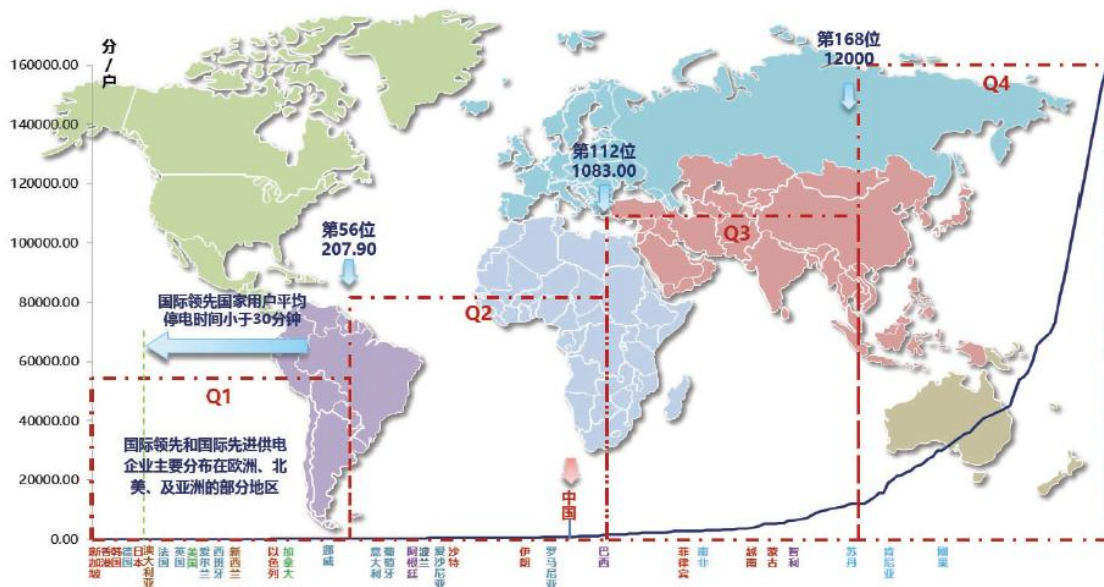 分/户
160000.00
140000.00
120000.00
100000.00
80000.00
60000.00
40000.00
20000.00
0.00
第168位
12000
Q4
第112位
1083.00
Q3
第56位
207.90
Q2
国际领先国家用户平均
停电时间小于30分钟
Q1
国际领先和国际先进供电
企业主要分布在欧洲、北
美、及亚洲的部分地区
中国
新加坡
香港
韩国
德国
日本
澳大利亚
法国
英国
美国
爱尔兰
西班牙
新西兰
以色列
加拿大
挪威
意大利
葡萄牙
阿根廷
波兰
爱沙尼亚
沙特
伊朗
罗马尼亚
巴西
菲律宾
南非
越南
蒙古
智利
苏丹
肯尼亚
刚果